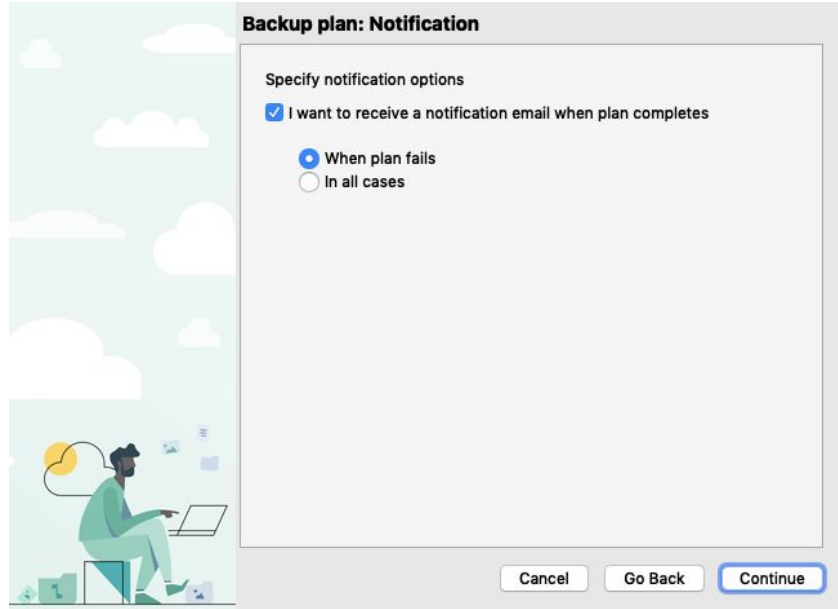 Backup plan: Notification
Specify notification options
I want to receive a notification email when plan completes
When plan fails
In all cases
Cancel
Go Back
Continue